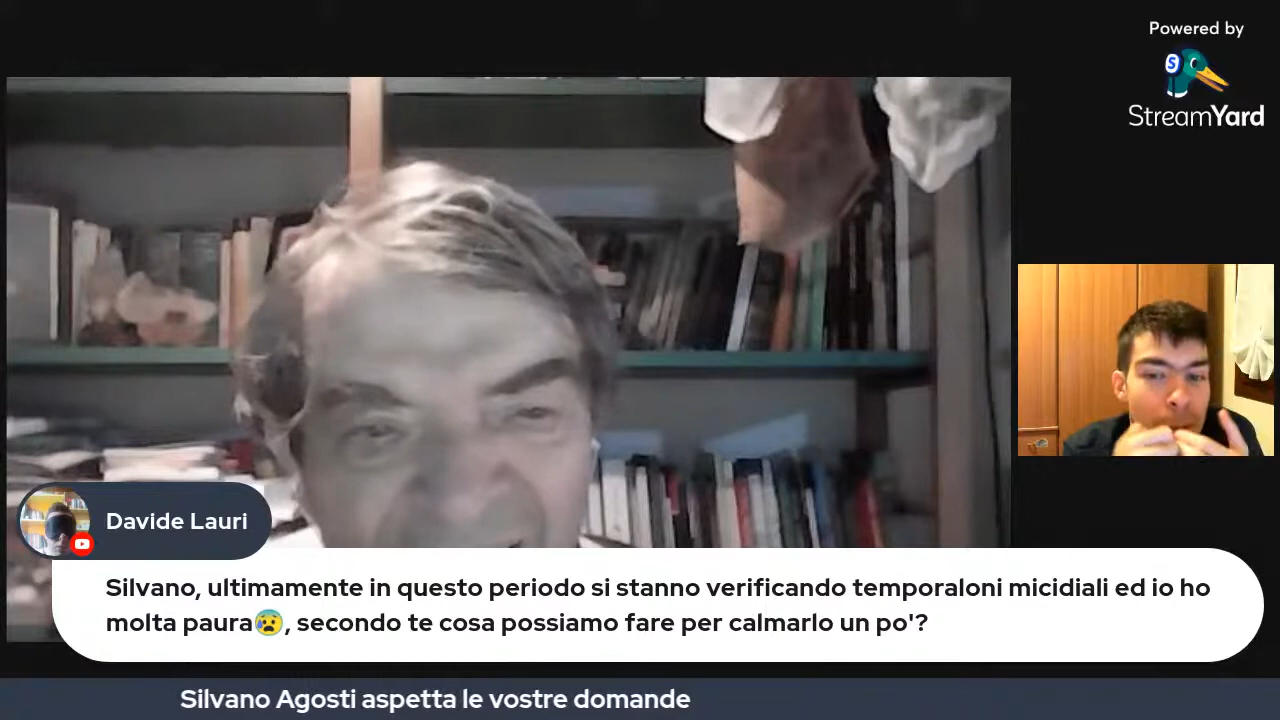 Powered by
StreamYard
Davide Lauri
Silvano, ultimamente in questo periodo si stanno verificando temporaloni micidiali ed io ho
molta paura😰, secondo te cosa possiamo fare per calmarlo un po'?
Silvano Agosti aspetta le vostre domande